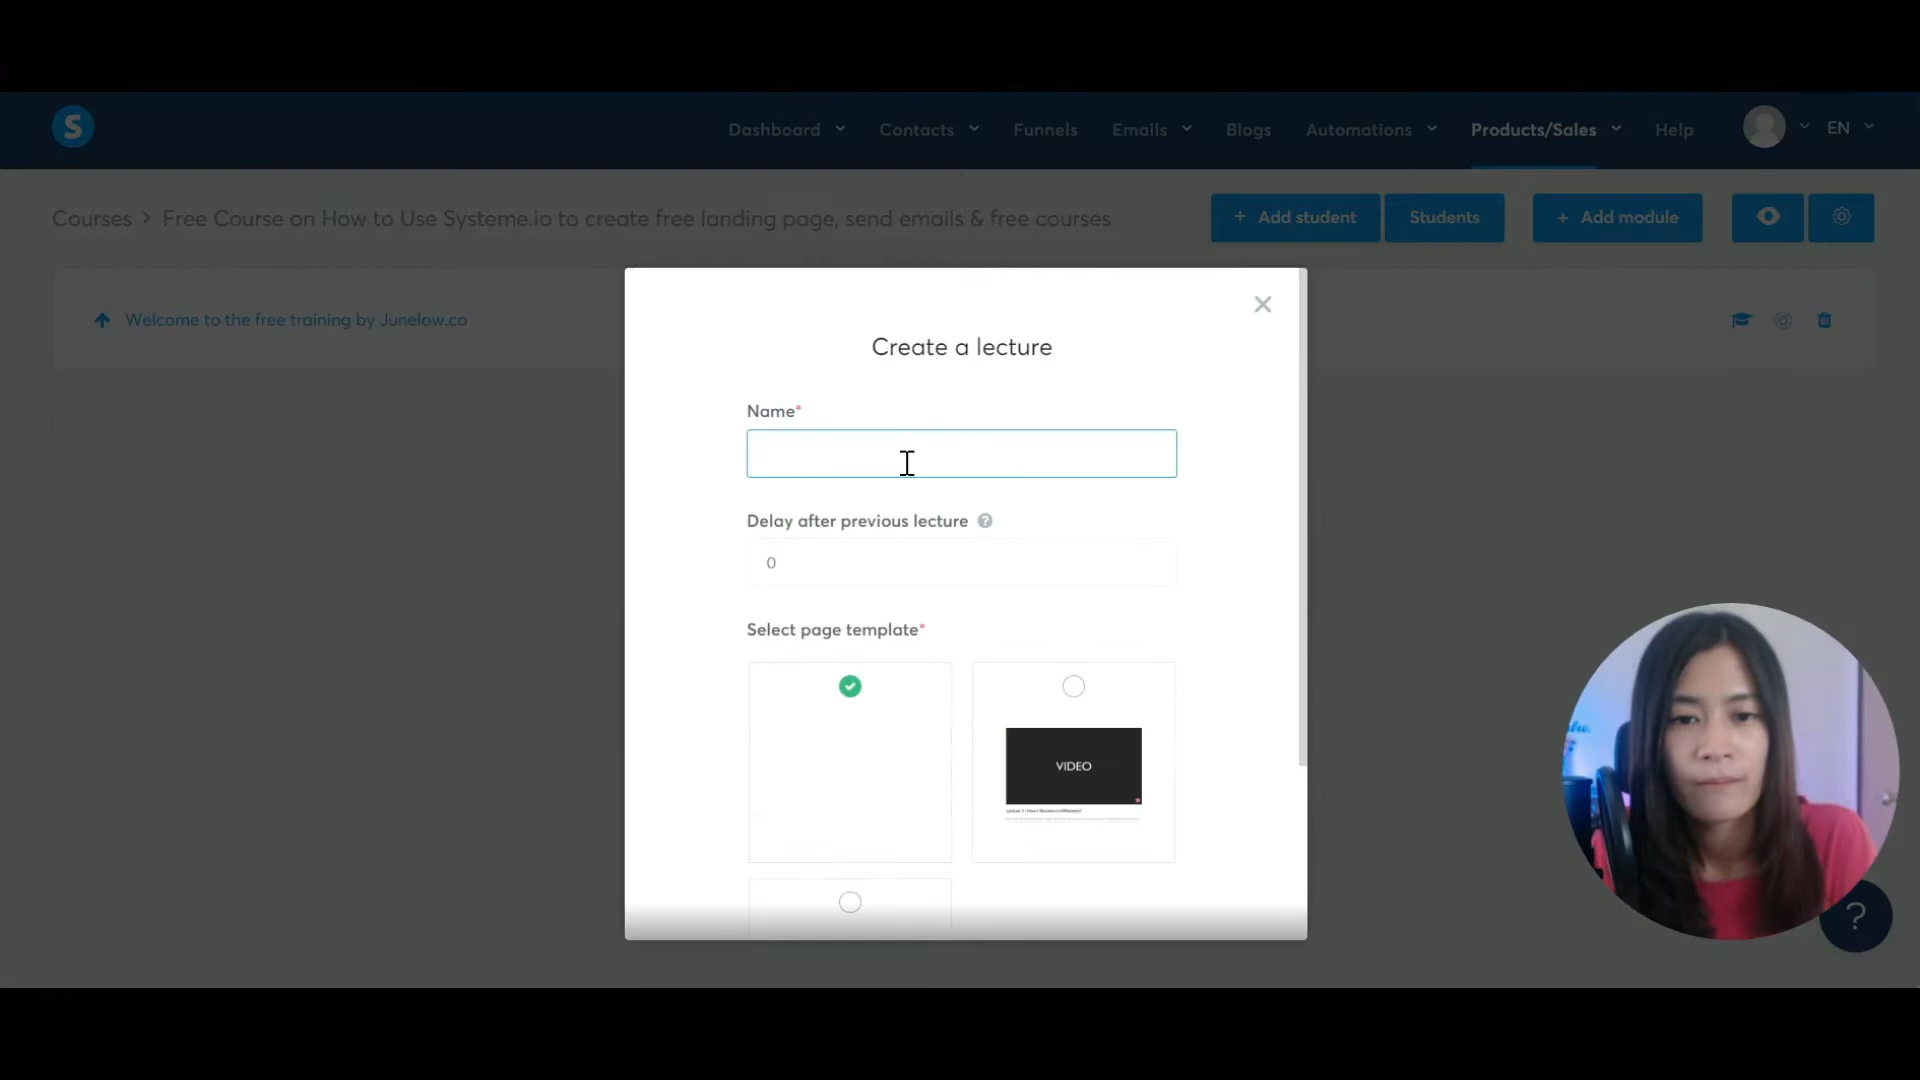 S
Dashboard
Contacts
Funnels
Emails
Blogs
Automations
Products/Sales
Help
EN
Courses > Free Course on How to Use Systeme.io to create free landing page, send emails & free courses
+ Add student
Students
+ Add module
Welcome to the free training by Junelow.co
Create a lecture
Name*
Delay after previous lecture ?
0
Select page template*
VIDEO
?